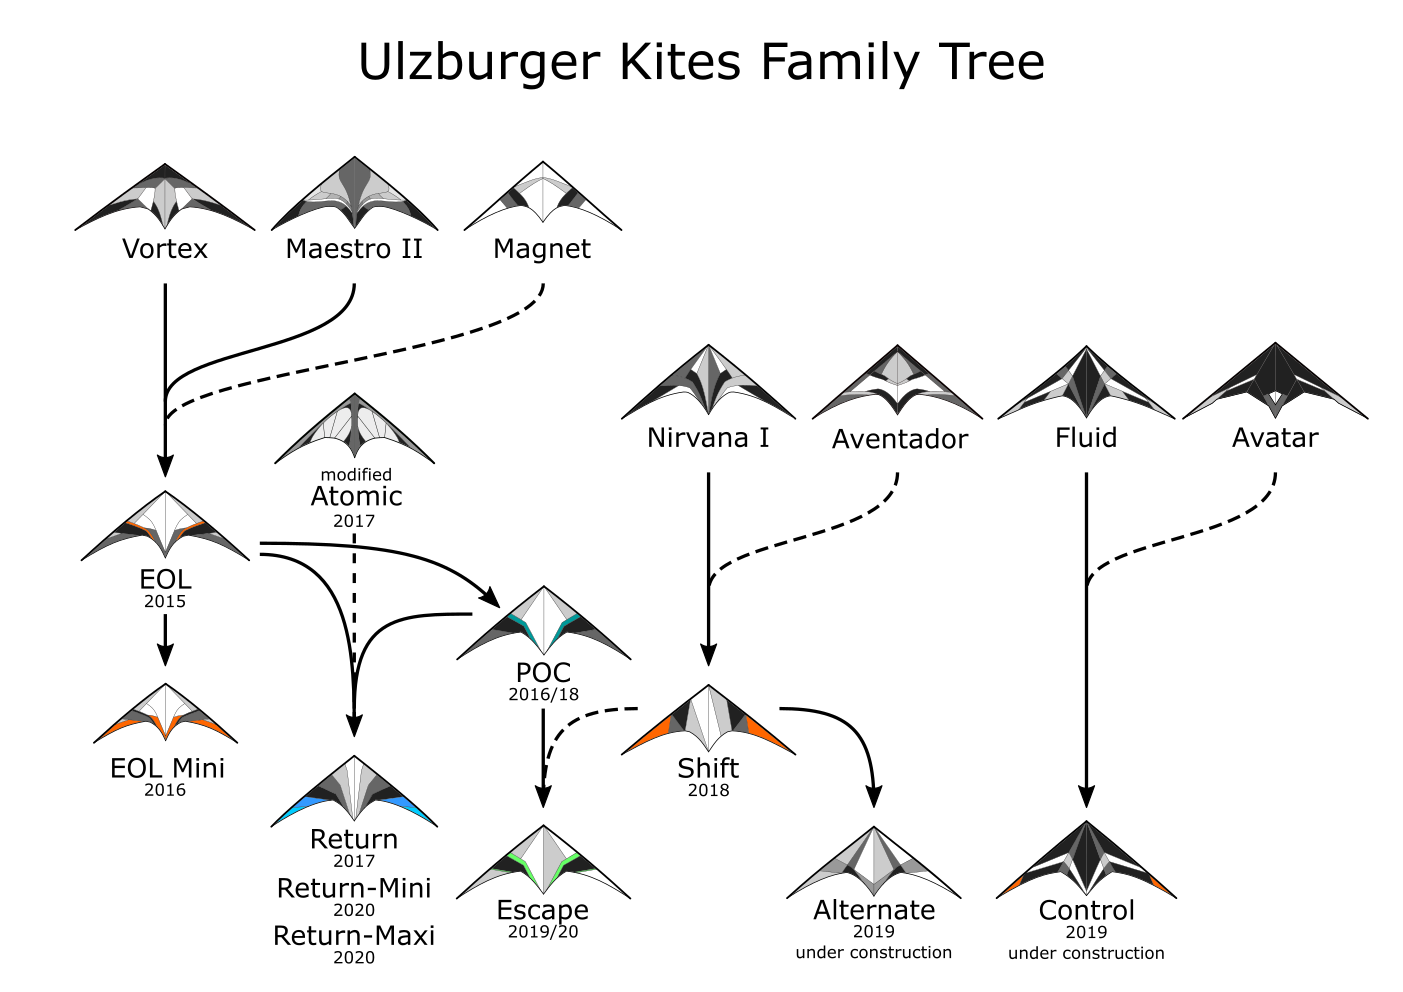 Ulzburger Kites Family Tree
Vortex
Maestro II
Magnet
Nirvana I
Aventador
Fluid
Avatar
modified
Atomic
2017
EOL
2015
POC
2016/18
EOL Mini
2016
Shift
2018
Return
2017
Return-Mini
2020
Return-Maxi
2020
Escape
2019/20
Alternate
2019
under construction
Control
2019
under construction